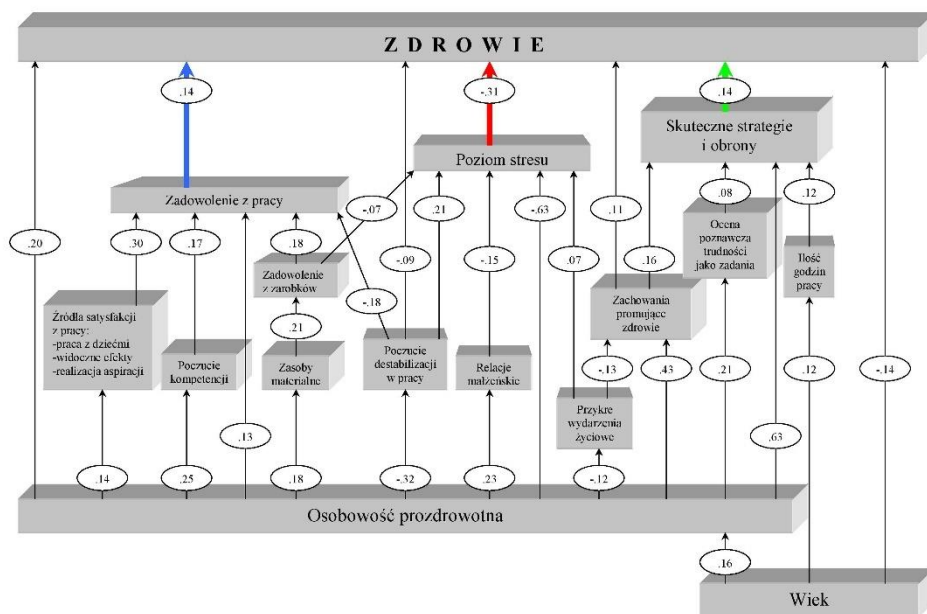 ZDROWIE
.14
-.31
.14
Skuteczne strategie
i obrony
Poziom stresu
Zadowolenie z pracy
-.07
.21
-.63
.11
.08
.12
.20
.30
.17
.18
-.09
-.15
.07
.16
Ocena
poznawcza
trudności
jako zadania
Ilość
godzin
pracy
Zadowolenie
z zarobków
-.18
Zachowania
promujące
zdrowie
Źródła satysfakcji
z pracy:
-praca z dziećmi
-widoczne efekty
-realizacja aspiracji
.21
Poczucie
kompetencji
Zasoby
materialne
Poczucie
destabilizacji
w pracy
Relacje
małżeńskie
-.13
.43
.21
.12
-.14
Przykre
wydarzenia
życiowe
.13
.63
.14
.25
.18
-.32
.23
-.12
Osobowość prozdrowotna
.16
Wiek